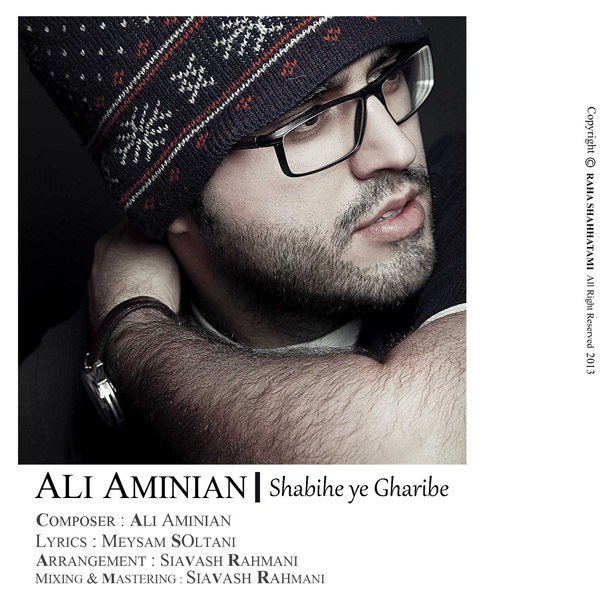 ALI AMINIAN | Shabihe ye Gharibe
COMPOSER : ALI AMINIAN
LYRICS : MEYSAM SOLTANI
ARRANGEMENT : SIAVASH RAHMANI
MIXING & MASTERING : SIAVASH RAHMANI
Copyright © RAHA SHAHHATAMI All Right Reserved 2013